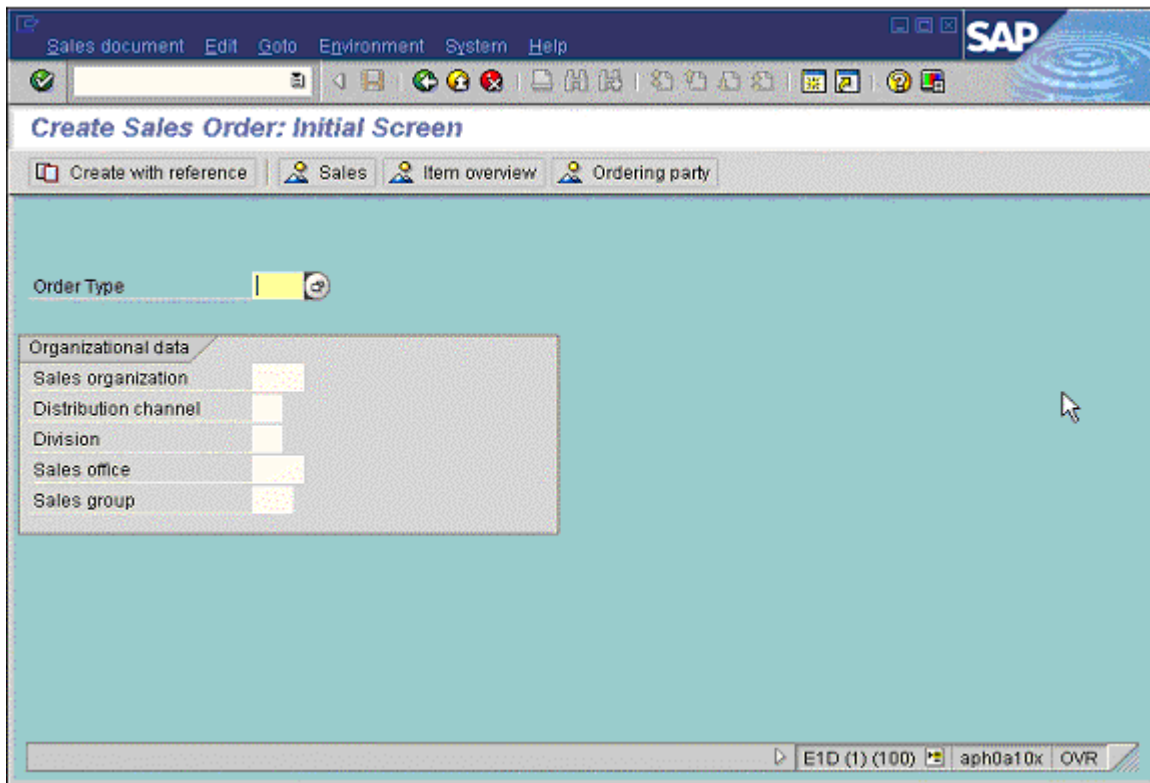 Sales document Edit Goto Environment System Help
SAP
Create Sales Order: Initial Screen
Create with reference Sales Item overview Ordering party
Order Type
Organizational data
Sales organization
Distribution channel
Division
Sales office
Sales group
E1D (1) (100) aph0a10x OVR